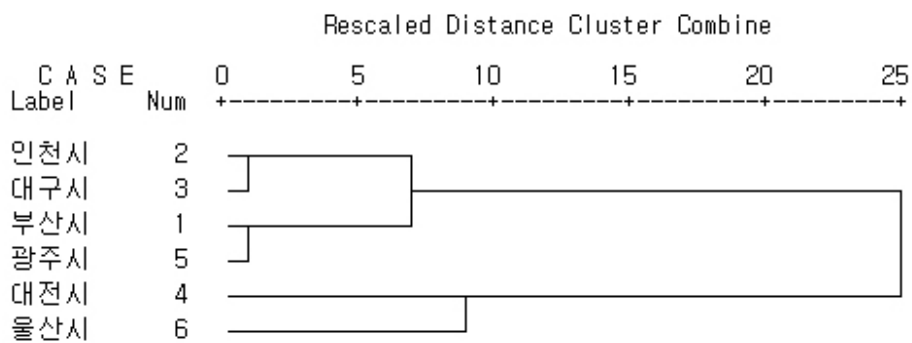 Rescaled Distance Cluster Combine
C A S E 0 5 10 15 20 25
Label Num +---------+---------+---------+---------+---------+
인천시 2
대구시 3
부산시 1
광주시 5
대전시 4
울산시 6